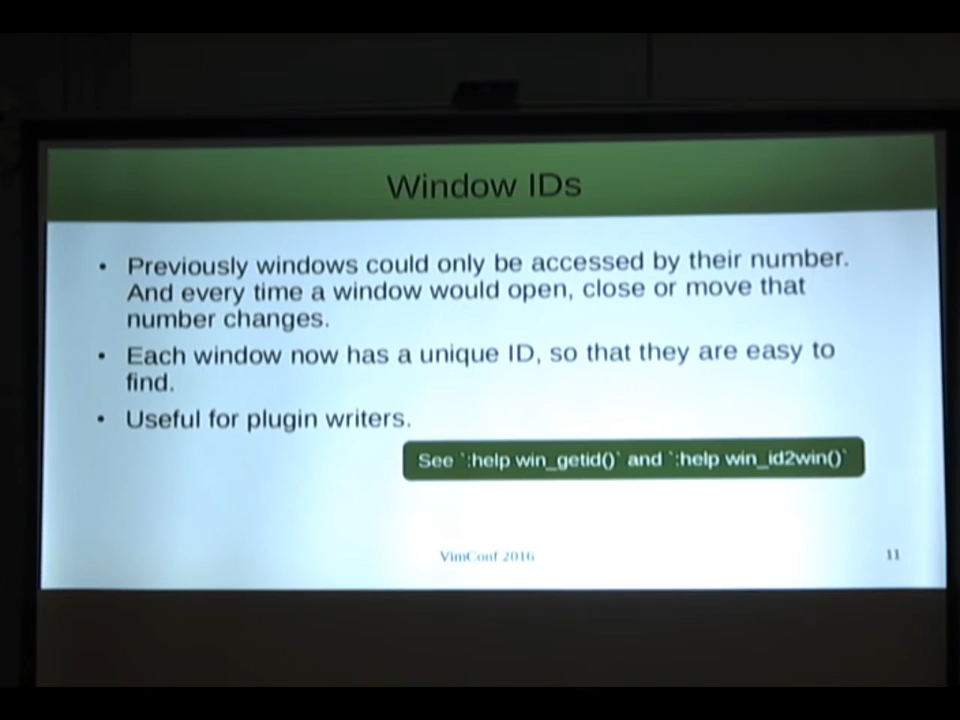 Window IDs
• Previously windows could only be accessed by their number.
And every time a window would open, close or move that
number changes.
• Each window now has a unique ID, so that they are easy to
find.
• Useful for plugin writers.
See `:help win_getid()` and `:help win_id2win()`
VimConf 2016
11